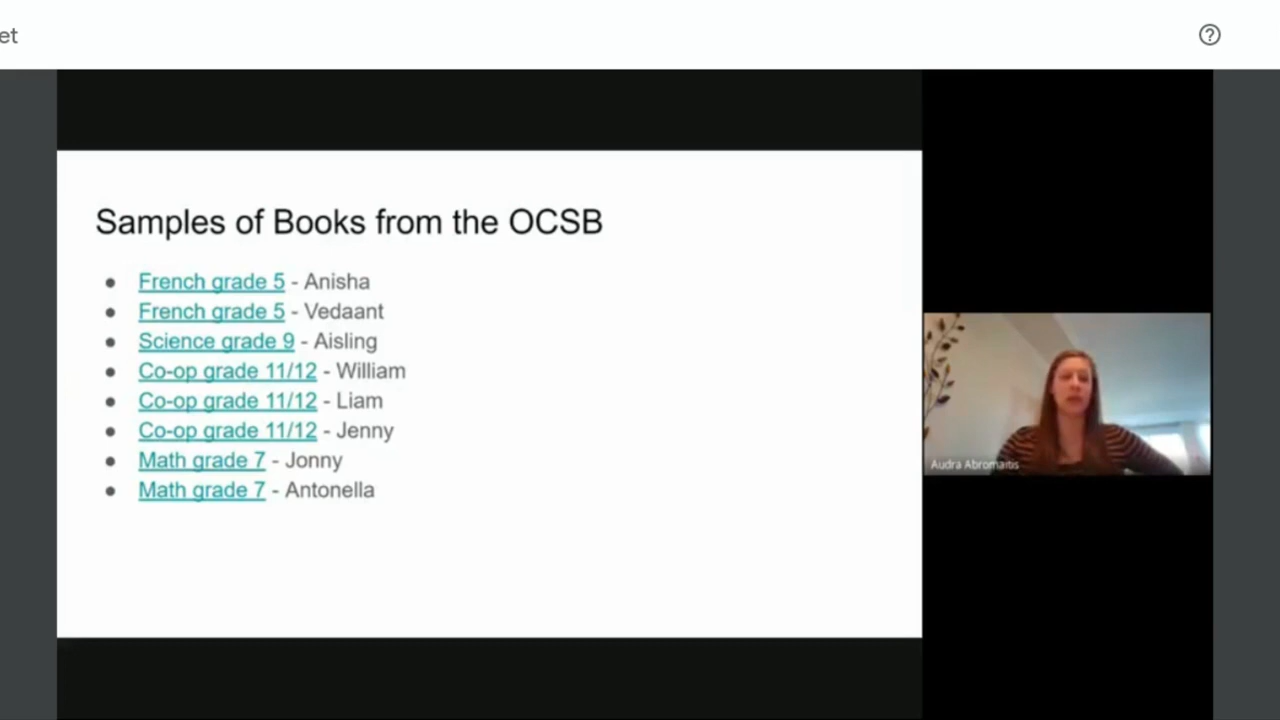 et
Samples of Books from the OCSB
French grade 5 - Anisha
French grade 5 - Vedaant
Science grade 9 - Aisling
Co-op grade 11/12 - William
Co-op grade 11/12 - Liam
Co-op grade 11/12 - Jenny
Math grade 7 - Jonny
Math grade 7 - Antonella
Audra Abromaitis